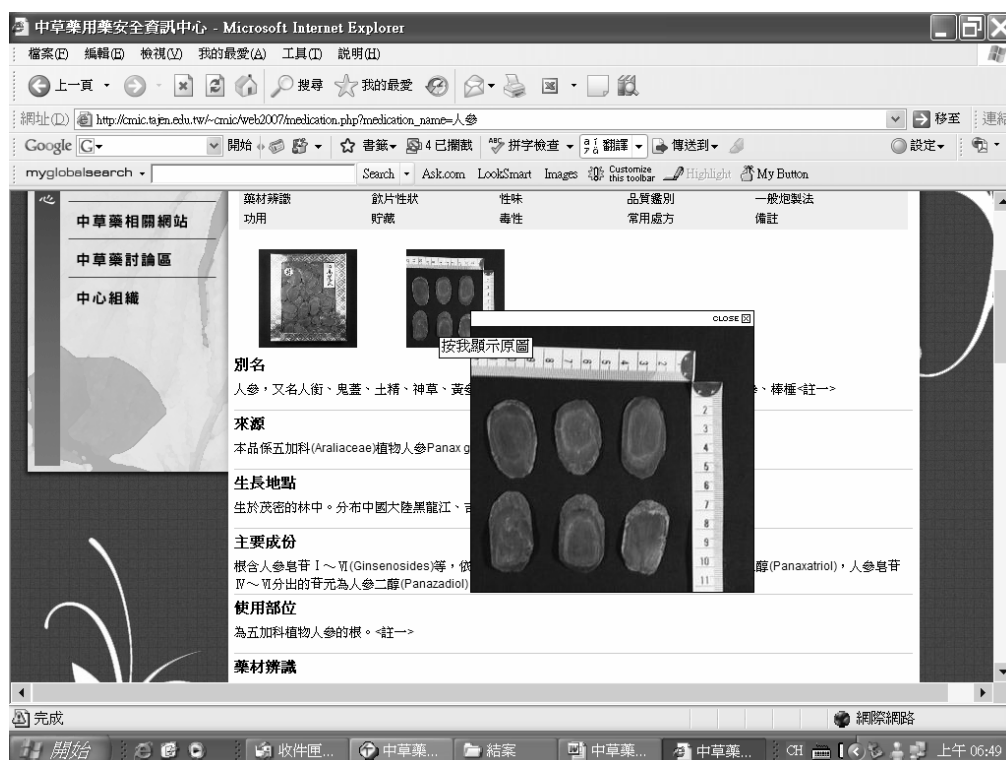 中草藥用藥安全資訊中心 - Microsoft Internet Explorer
檔案(F) 編輯(E) 檢視(V) 我的最愛(A) 工具(T) 說明(H)
上一頁 搜尋 我的最愛
網址(D) http://cmic.tajen.edu.tw/~cmic/web2007/medication.php?medication_name=人參 移至 連結
Google G 開始 書籤 4 已攔截 拼字檢查 翻譯 傳送到 設定
myglobalsearch Search Ask.com LookSmart Images Customize this toolbar Highlight My Button
心
中草藥相關網站
中草藥討論區
中心組織
藥材辨識 飲片性狀 性味 品質鑑別 一般炮製法
功用 貯藏 毒性 常用處方 備註
CLOSE
按我顯示原圖
別名
人參，又名人銜、鬼蓋、土精、神草、黃參 、棒棰<註一>
來源
本品係五加科(Araliaceae)植物人參Panax g
生長地點
生於茂密的林中。分布中國大陸黑龍江、吉
主要成份
根含人參皂苷Ⅰ～Ⅵ(Ginsenosides)等，依 醇(Panaxatriol)，人參皂苷
Ⅳ～Ⅵ分出的苷元為人參二醇(Panazadiol)
使用部位
為五加科植物人參的根。<註一>
藥材辨識
2
3
4
5
6
7
8
9
10
11
完成 網際網路
開始 收件匣... 中草藥... 結案 中草藥... 中草藥... CH 上午 06:49